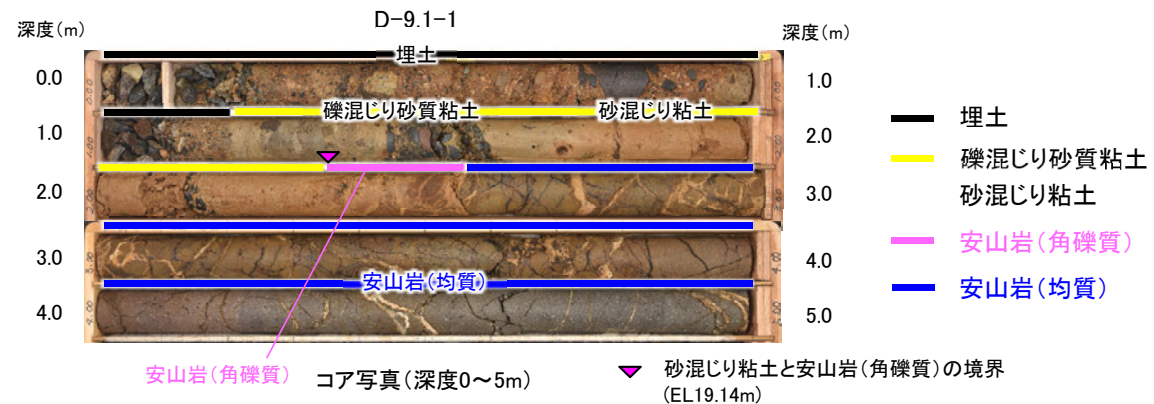 D-9.1-1
深度(m)
深度(m)
埋土
0.0
1.0
礫混じり砂質粘土
砂混じり粘土
1.0
2.0
2.0
3.0
3.0
4.0
安山岩(均質)
4.0
5.0
埋土
礫混じり砂質粘土
砂混じり粘土
安山岩(角礫質)
安山岩(均質)
安山岩(角礫質)
コア写真(深度0~5m)
砂混じり粘土と安山岩(角礫質)の境界
(EL19.14m)